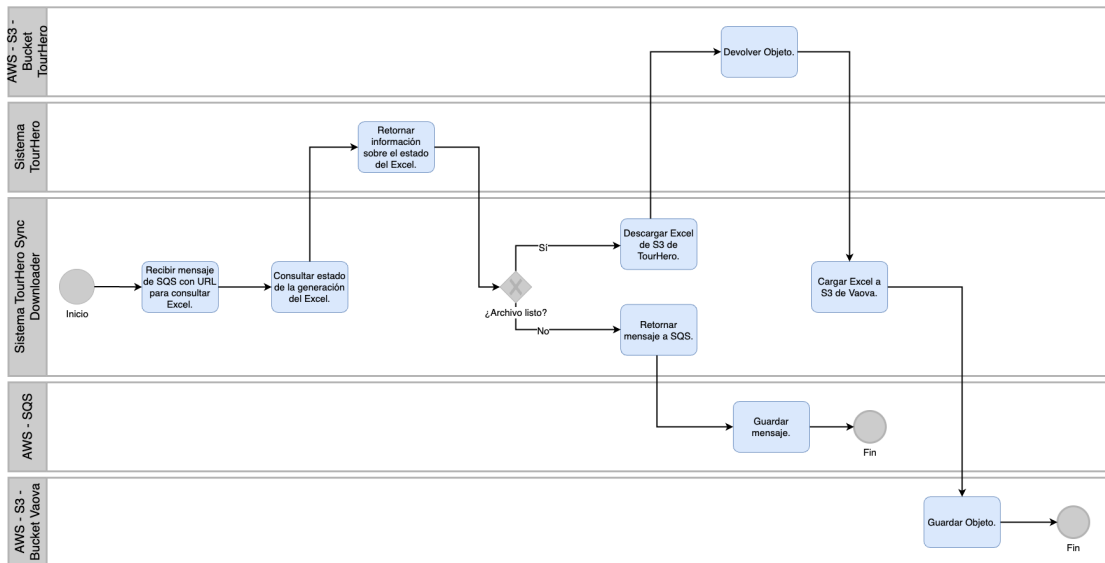 AWS - S3 -
Bucket
TourHero
Devolver Objeto.
Sistema
TourHero
Retornar
información
sobre el estado
del Excel.
Sistema TourHero Sync
Downloader
Inicio
Recibir mensaje
de SQS con URL
para consultar
Excel.
Consultar estado
de la generación
del Excel.
¿Archivo listo?
Sí
No
Descargar Excel
de S3 de
TourHero.
Retornar
mensaje a SQS.
Cargar Excel a
S3 de Vaova.
AWS - SQS
Guardar
mensaje.
Fin
AWS - S3 -
Bucket Vaova
Guardar Objeto.
Fin